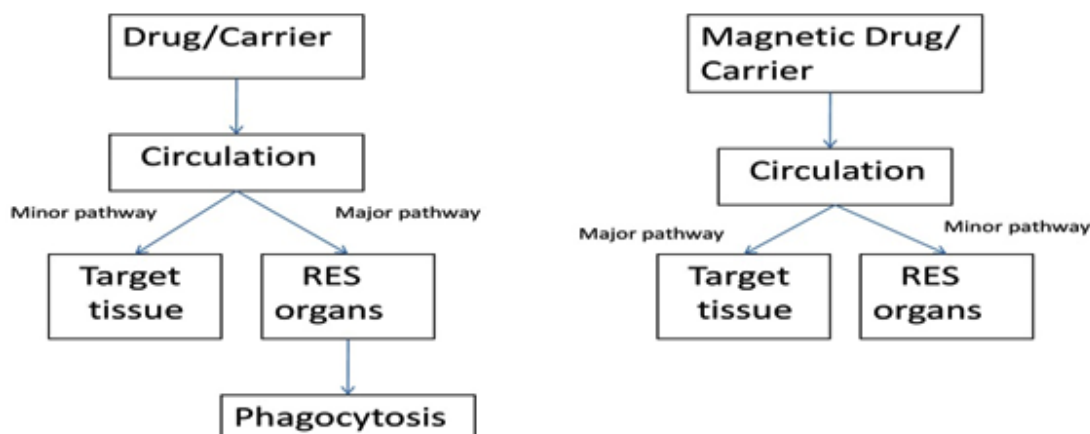 Drug/Carrier
Circulation
Minor pathway
Major pathway
Target
tissue
RES
organs
Phagocytosis
Magnetic Drug/
Carrier
Circulation
Major pathway
Minor pathway
Target
tissue
RES
organs